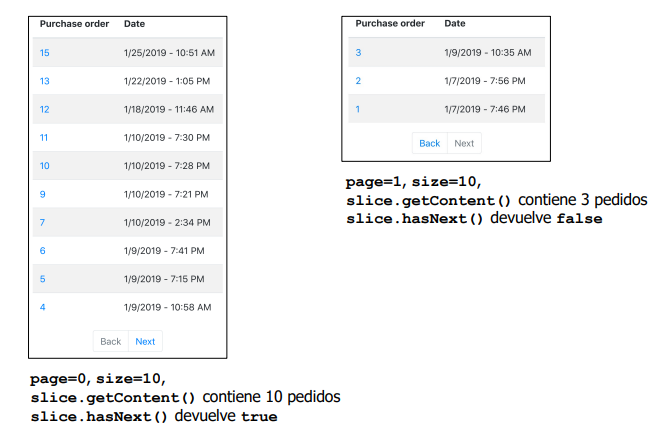 Purchase order Date
15 1/25/2019 - 10:51 AM
13 1/22/2019 - 1:05 PM
12 1/18/2019 - 11:46 AM
11 1/10/2019 - 7:30 PM
10 1/10/2019 - 7:28 PM
9 1/10/2019 - 7:21 PM
7 1/10/2019 - 2:34 PM
6 1/9/2019 - 7:41 PM
5 1/9/2019 - 7:15 PM
4 1/9/2019 - 10:58 AM
Back Next
page=0, size=10,
slice.getContent() contiene 10 pedidos
slice.hasNext() devuelve true
Purchase order Date
3 1/9/2019 - 10:35 AM
2 1/7/2019 - 7:56 PM
1 1/7/2019 - 7:46 PM
Back Next
page=1, size=10,
slice.getContent() contiene 3 pedidos
slice.hasNext() devuelve false